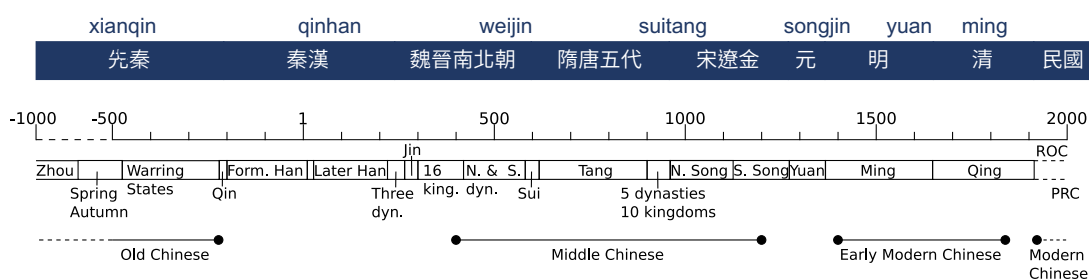 xianqin qinhan weijin suitang songjin yuan ming
先秦 秦漢 魏晉南北朝 隋唐五代 宋遼金 元 明 清 民國
-1000 -500 1 500 1000 1500 2000
Jin ROC
Zhou Warring States Form. Han Later Han 16 king. N. & S. dyn. Tang N. Song S. Song Yuan Ming Qing
Spring Autumn Qin Three dyn. Sui 5 dynasties 10 kingdoms PRC
Old Chinese Middle Chinese Early Modern Chinese Modern Chinese